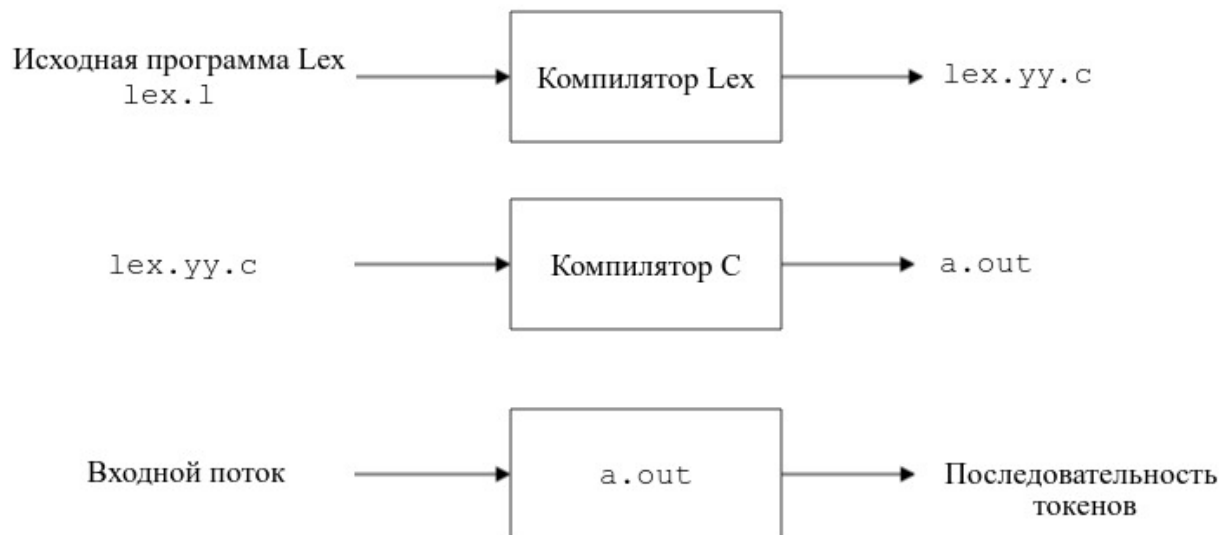 Исходная программа Lex
lex.l
Компилятор Lex
lex.yy.c
lex.yy.c
Компилятор C
a.out
Входной поток
a.out
Последовательность
токенов